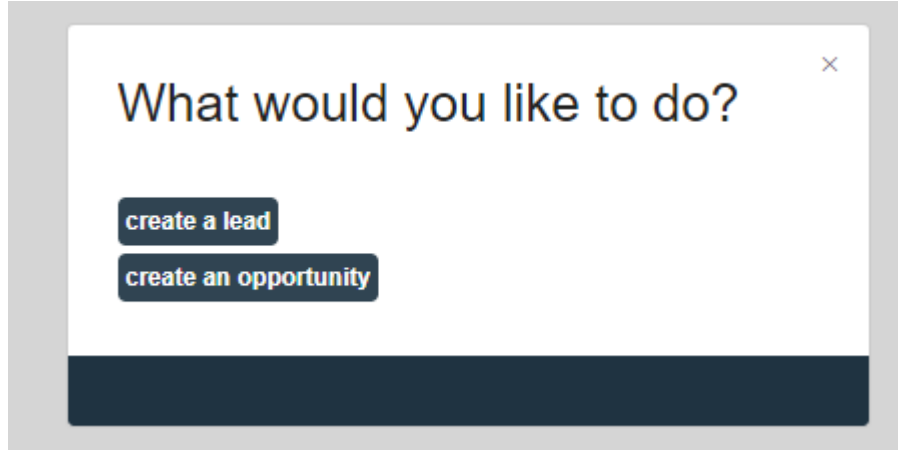 What would you like to do?
create a lead
create an opportunity